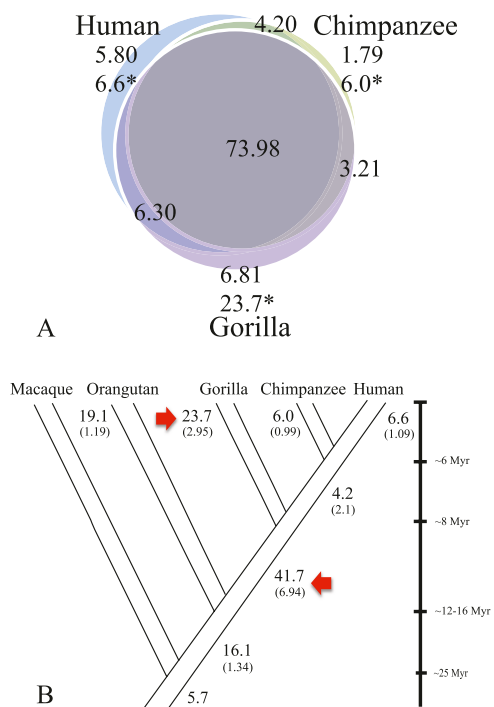 Human
4.20
Chimpanzee
5.80
1.79
6.6*
6.0*
73.98
3.21
6.30
6.81
23.7*
A
Gorilla
Macaque
Orangutan
Gorilla
Chimpanzee
Human
19.1
(1.19)
23.7
(2.95)
6.0
(0.99)
6.6
(1.09)
~6 Myr
4.2
(2.1)
~8 Myr
41.7
(6.94)
~12-16 Myr
16.1
(1.34)
~25 Myr
B
5.7